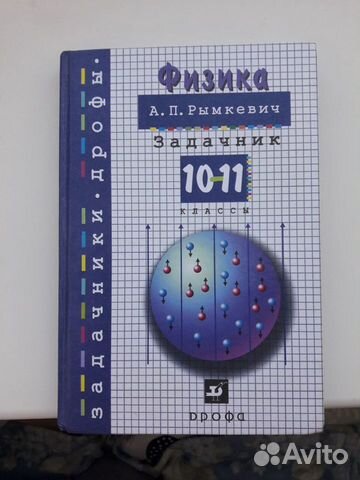 задачники.дрофы.
Физика
А.П.Рымкевич
Задачник
10-11
классы
дрофа
Avito